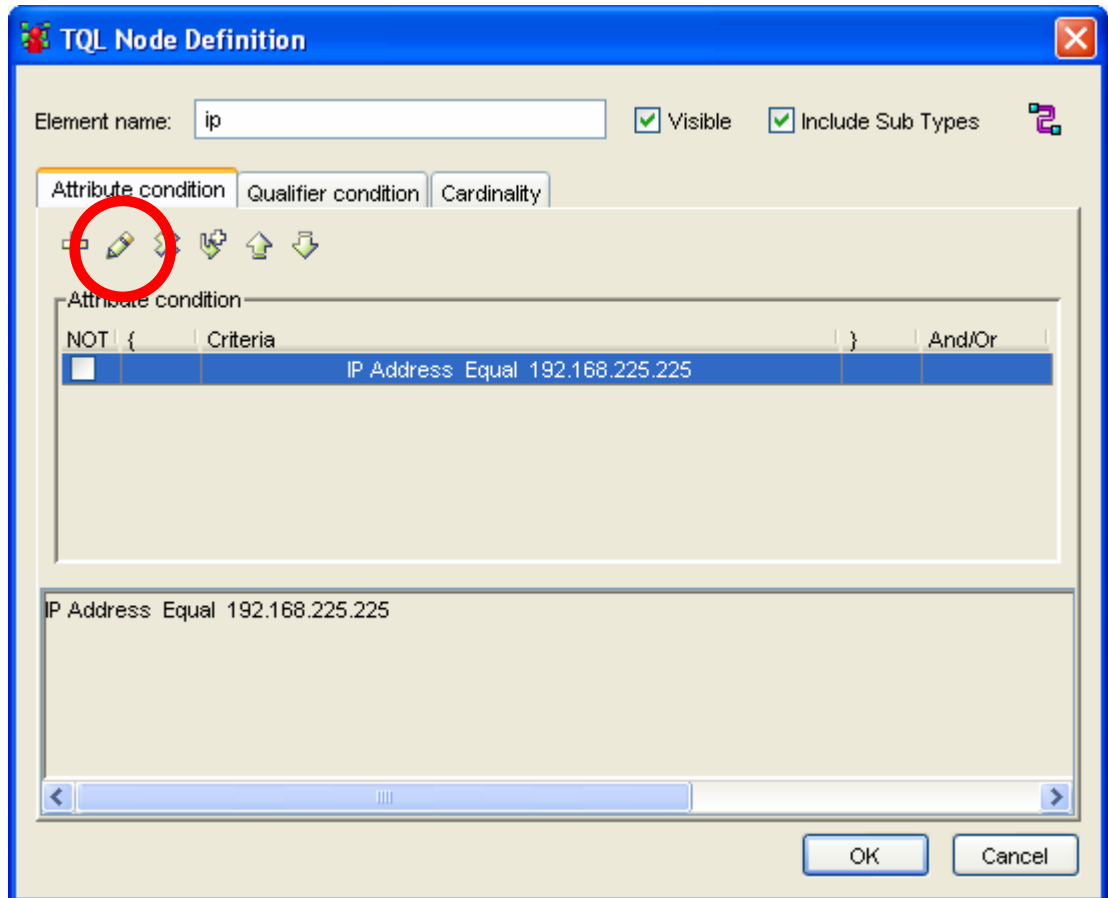 TQL Node Definition
Element name: ip Visible Include Sub Types
Attribute condition Qualifier condition Cardinality
Attribute condition
NOT { Criteria } And/Or
IP Address Equal 192.168.225.225
IP Address Equal 192.168.225.225
OK Cancel